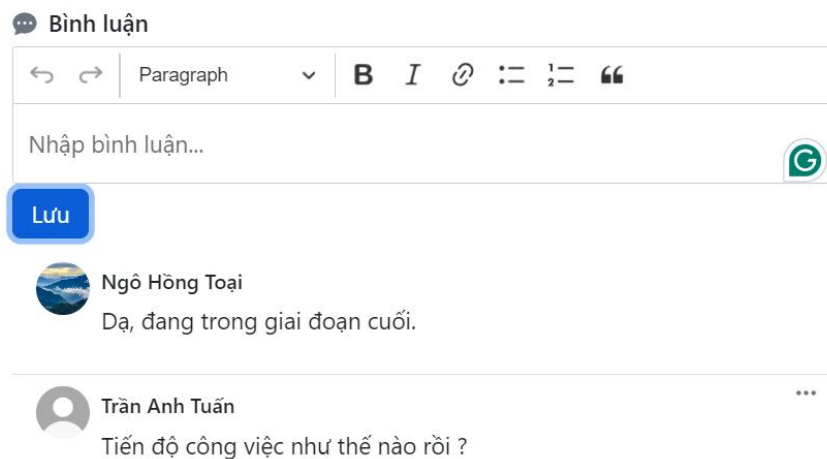 Bình luận
Paragraph B I
Nhập bình luận...
G
Lưu
Ngô Hồng Toại
Dạ, đang trong giai đoạn cuối.
Trần Anh Tuấn
Tiến độ công việc như thế nào rồi ?